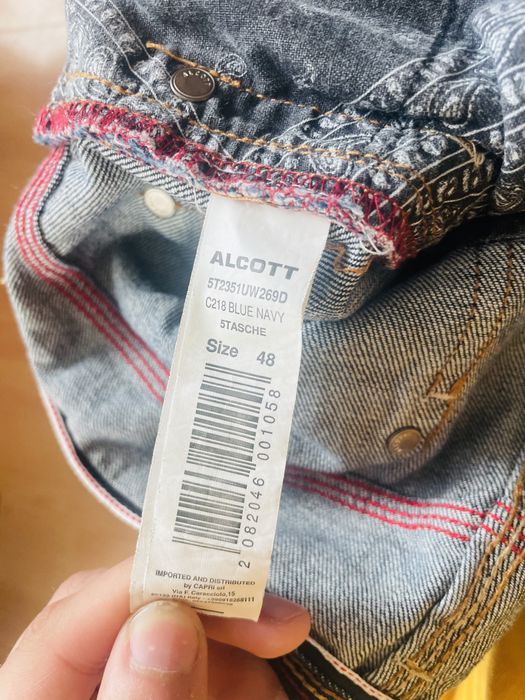 ALCOTT
ALCOTT
5T2351UW269D
C218 BLUE NAVY
5TASCHE
Size 48
2 082046 001058
IMPORTED AND DISTRIBUTED
by CAPRI srl
Via F. Caracciolo,15